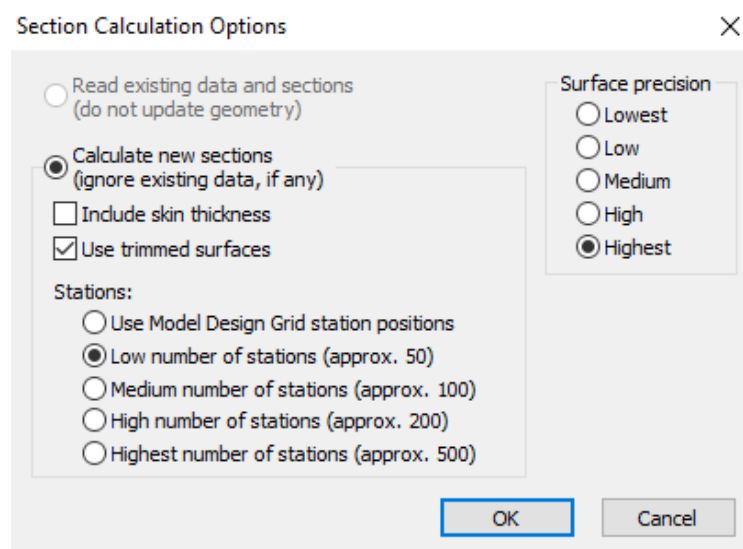 Section Calculation Options
Read existing data and sections
(do not update geometry)
Calculate new sections
(ignore existing data, if any)
Include skin thickness
Use trimmed surfaces
Stations:
Use Model Design Grid station positions
Low number of stations (approx. 50)
Medium number of stations (approx. 100)
High number of stations (approx. 200)
Highest number of stations (approx. 500)
Surface precision
Lowest
Low
Medium
High
Highest
OK
Cancel